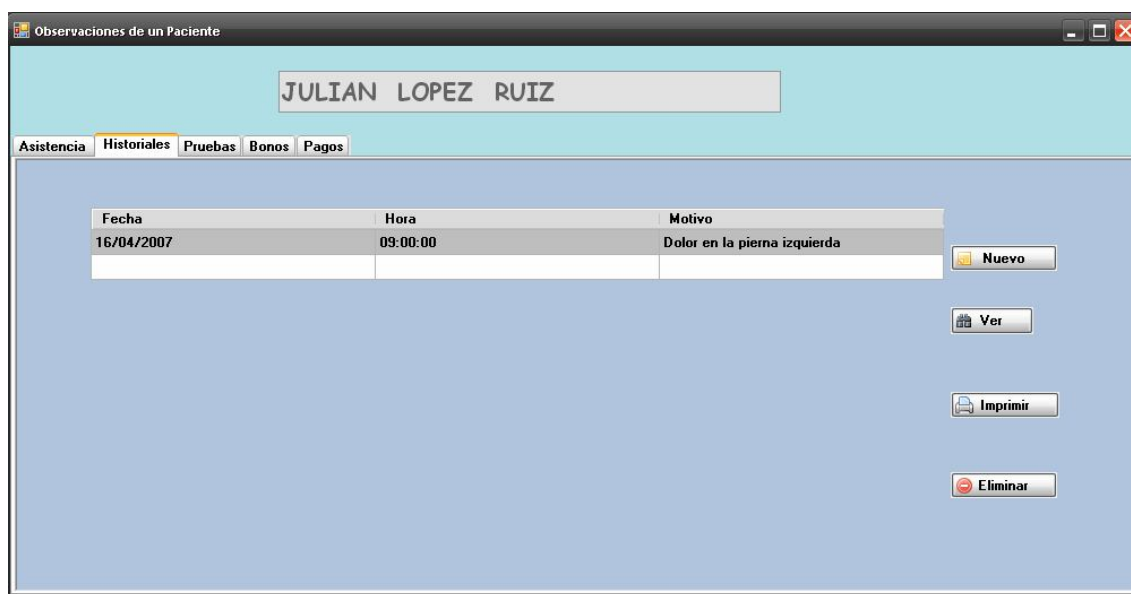 Observaciones de un Paciente
JULIAN LOPEZ RUIZ
Asistencia Historiales Pruebas Bonos Pagos
Fecha Hora Motivo
16/04/2007 09:00:00 Dolor en la pierna izquierda
Nuevo
Ver
Imprimir
Eliminar